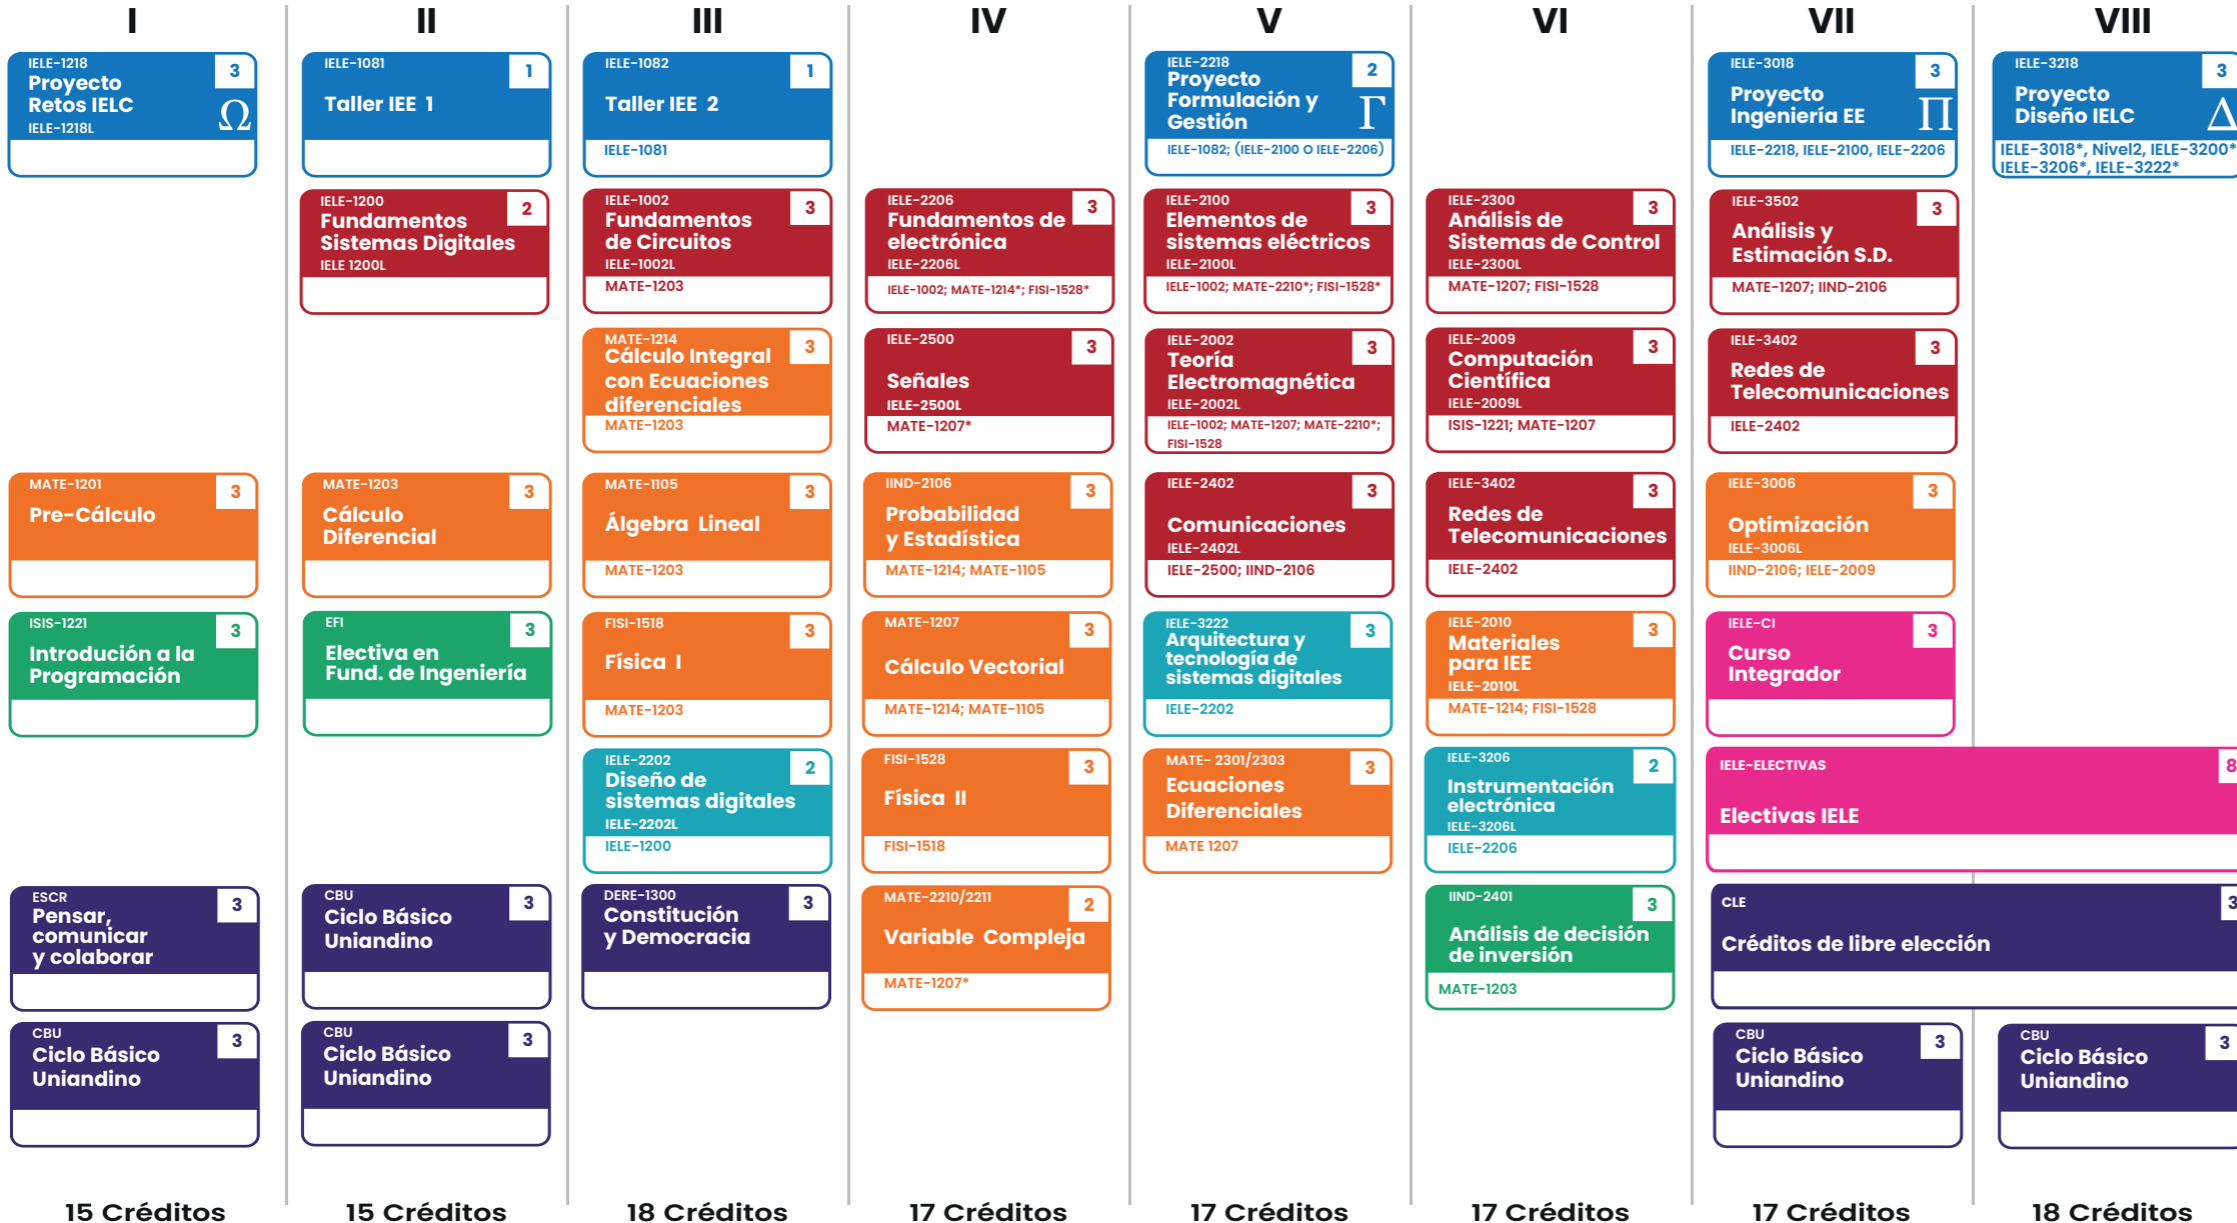 I
IELE-1218
3
Proyecto
Retos IELC
Ω
IELE-1218L
MATE-1201
3
Pre-Cálculo
ISIS-1221
3
Introdución a la
Programación
ESCR
3
Pensar,
comunicar
y colaborar
CBU
3
Ciclo Básico
Uniandino
15 Créditos
II
IELE-1081
1
Taller IEE 1
IELE-1200
2
Fundamentos
Sistemas Digitales
IELE 1200L
MATE-1203
3
Cálculo
Diferencial
EFI
3
Electiva en
Fund. de Ingeniería
CBU
3
Ciclo Básico
Uniandino
CBU
3
Ciclo Básico
Uniandino
15 Créditos
III
IELE-1082
1
Taller IEE 2
IELE-1081
IELE-1002
3
Fundamentos
de Circuitos
IELE-1002L
MATE-1203
MATE-1214
3
Cálculo Integral
con Ecuaciones
diferenciales
MATE-1203
MATE-1105
3
Álgebra Lineal
MATE-1203
FISI-1518
3
Física I
MATE-1203
IELE-2202
2
Diseño de
sistemas digitales
IELE-2202L
IELE-1200
DERE-1300
3
Constitución
y Democracia
18 Créditos
IV
IELE-2206
3
Fundamentos de
electrónica
IELE-2206L
IELE-1002; MATE-1214*; FISI-1528*
IELE-2500
3
Señales
IELE-2500L
MATE-1207*
IIND-2106
3
Probabilidad
y Estadística
MATE-1214; MATE-1105
MATE-1207
3
Cálculo Vectorial
MATE-1214; MATE-1105
FISI-1528
3
Física II
FISI-1518
MATE-2210/2211
2
Variable Compleja
MATE-1207*
17 Créditos
V
IELE-2218
2
Proyecto
Formulación y
Gestión
Γ
IELE-1082; (IELE-2100 O IELE-2206)
IELE-2100
3
Elementos de
sistemas eléctricos
IELE-2100L
IELE-1002; MATE-2210*; FISI-1528*
IELE-2002
3
Teoría
Electromagnética
IELE-2002L
IELE-1002; MATE-1207; MATE-2210*;
FISI-1528
IELE-2402
3
Comunicaciones
IELE-2402L
IELE-2500; IIND-2106
IELE-3222
3
Arquitectura y
tecnología de
sistemas digitales
IELE-2202
MATE- 2301/2303
3
Ecuaciones
Diferenciales
MATE 1207
17 Créditos
VI
IELE-2300
3
Análisis de
Sistemas de Control
IELE-2300L
MATE-1207; FISI-1528
IELE-2009
3
Computación
Científica
IELE-2009L
ISIS-1221; MATE-1207
IELE-3402
3
Redes de
Telecomunicaciones
IELE-2402
IELE-2010
3
Materiales
para IEE
IELE-2010L
MATE-1214; FISI-1528
IELE-3206
2
Instrumentación
electrónica
IELE-3206L
IELE-2206
IIND-2401
3
Análisis de decisión
de inversión
MATE-1203
17 Créditos
VII
IELE-3018
3
Proyecto
Ingeniería EE
Π
IELE-2218, IELE-2100, IELE-2206
IELE-3502
3
Análisis y
Estimación S.D.
MATE-1207; IIND-2106
IELE-3402
3
Redes de
Telecomunicaciones
IELE-2402
IELE-3006
3
Optimización
IELE-3006L
IIND-2106; IELE-2009
IELE-CI
3
Curso
Integrador
IELE-ELECTIVAS
8
Electivas IELE
CLE
3
Créditos de libre elección
CBU
3
Ciclo Básico
Uniandino
17 Créditos
VIII
IELE-3218
3
Proyecto
Diseño IELC
Δ
IELE-3018*, Nivel2, IELE-3200*
IELE-3206*, IELE-3222*
CBU
3
Ciclo Básico
Uniandino
18 Créditos